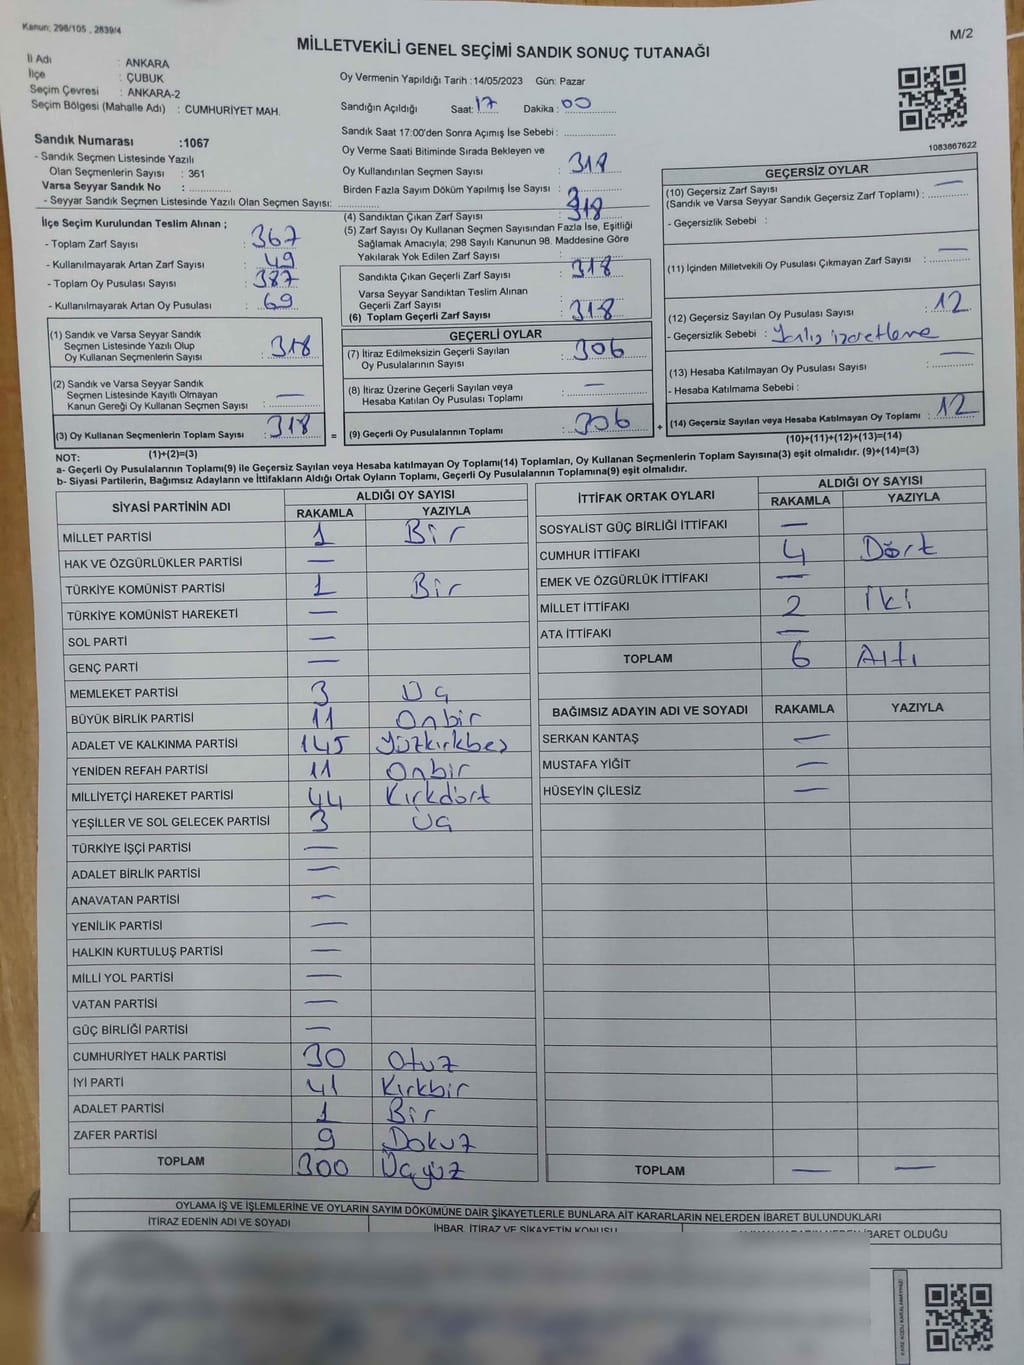 Kanun: 298/105 , 2839/4
M/2
MİLLETVEKİLİ GENEL SEÇİMİ SANDIK SONUÇ TUTANAĞI
İl Adı : ANKARA
İlçe : ÇUBUK
Seçim Çevresi : ANKARA-2
Seçim Bölgesi (Mahalle Adı) : CUMHURİYET MAH.
Oy Vermenin Yapıldığı Tarih : 14/05/2023 Gün: Pazar
Sandığın Açıldığı Saat: 17 Dakika : 00
Sandık Saat 17:00'den Sonra Açımış İse Sebebi :
Sandık Numarası :1067
- Sandık Seçmen Listesinde Yazılı
Olan Seçmenlerin Sayısı : 361
Varsa Seyyar Sandık No :
- Seyyar Sandık Seçmen Listesinde Yazılı Olan Seçmen Sayısı:
Oy Verme Saati Bitiminde Sırada Bekleyen ve
Oy Kullandırılan Seçmen Sayısı : 318
Birden Fazla Sayım Döküm Yapılmış İse Sayısı :
1083867622
İlçe Seçim Kurulundan Teslim Alınan ;
- Toplam Zarf Sayısı : 367
- Kullanılmayarak Artan Zarf Sayısı : 49
- Toplam Oy Pusulası Sayısı : 387
- Kullanılmayarak Artan Oy Pusulası : 69
(1) Sandık ve Varsa Seyyar Sandık
Seçmen Listesinde Yazılı Olup
Oy Kullanan Seçmenlerin Sayısı : 318
(2) Sandık ve Varsa Seyyar Sandık
Seçmen Listesinde Kayıtlı Olmayan
Kanun Gereği Oy Kullanan Seçmen Sayısı : —
(3) Oy Kullanan Seçmenlerin Toplam Sayısı : 318
(1)+(2)=(3)
(4) Sandıktan Çıkan Zarf Sayısı : 318
(5) Zarf Sayısı Oy Kullanan Seçmen Sayısından Fazla İse, Eşitliği
Sağlamak Amacıyla; 298 Sayılı Kanunun 98. Maddesine Göre
Yakılarak Yok Edilen Zarf Sayısı :
Sandıkta Çıkan Geçerli Zarf Sayısı : 318
Varsa Seyyar Sandıktan Teslim Alınan
Geçerli Zarf Sayısı :
(6) Toplam Geçerli Zarf Sayısı : 318
GEÇERLİ OYLAR
(7) İtiraz Edilmeksizin Geçerli Sayılan
Oy Pusulalarının Sayısı : 306
(8) İtiraz Üzerine Geçerli Sayılan veya
Hesaba Katılan Oy Pusulası Toplamı : —
= (9) Geçerli Oy Pusulalarının Toplamı : 306 +
GEÇERSİZ OYLAR
(10) Geçersiz Zarf Sayısı
(Sandık ve Varsa Seyyar Sandık Geçersiz Zarf Toplamı) : —
- Geçersizlik Sebebi :
(11) İçinden Milletvekili Oy Pusulası Çıkmayan Zarf Sayısı : —
(12) Geçersiz Sayılan Oy Pusulası Sayısı : 12
- Geçersizlik Sebebi : Yanlış işaretleme
(13) Hesaba Katılmayan Oy Pusulası Sayısı : —
- Hesaba Katılmama Sebebi :
(14) Geçersiz Sayılan veya Hesaba Katılmayan Oy Toplamı : 12
(10)+(11)+(12)+(13)=(14)
NOT:
a- Geçerli Oy Pusulalarının Toplamı(9) ile Geçersiz Sayılan veya Hesaba katılmayan Oy Toplamı(14) Toplamları, Oy Kullanan Seçmenlerin Toplam Sayısına(3) eşit olmalıdır. (9)+(14)=(3)
b- Siyasi Partilerin, Bağımsız Adayların ve İttifakların Aldığı Ortak Oyların Toplamı, Geçerli Oy Pusulalarının Toplamına(9) eşit olmalıdır.
SİYASİ PARTİNİN ADI ALDIĞI OY SAYISI
RAKAMLA YAZIYLA
MİLLET PARTİSİ 1 Bir
HAK VE ÖZGÜRLÜKLER PARTİSİ —
TÜRKİYE KOMÜNİST PARTİSİ 1 Bir
TÜRKİYE KOMÜNİST HAREKETİ —
SOL PARTİ —
GENÇ PARTİ —
MEMLEKET PARTİSİ 3 Üç
BÜYÜK BİRLİK PARTİSİ 11 Onbir
ADALET VE KALKINMA PARTİSİ 145 Yüzkırkbeş
YENİDEN REFAH PARTİSİ 11 Onbir
MİLLİYETÇİ HAREKET PARTİSİ 44 Kırkdört
YEŞİLLER VE SOL GELECEK PARTİSİ 3 Üç
TÜRKİYE İŞÇİ PARTİSİ —
ADALET BİRLİK PARTİSİ —
ANAVATAN PARTİSİ —
YENİLİK PARTİSİ —
HALKIN KURTULUŞ PARTİSİ —
MİLLİ YOL PARTİSİ —
VATAN PARTİSİ —
GÜÇ BİRLİĞİ PARTİSİ —
CUMHURİYET HALK PARTİSİ 30 Otuz
İYİ PARTİ 41 Kırkbir
ADALET PARTİSİ 1 Bir
ZAFER PARTİSİ 9 Dokuz
TOPLAM 300 Üçyüz
İTTİFAK ORTAK OYLARI ALDIĞI OY SAYISI
RAKAMLA YAZIYLA
SOSYALİST GÜÇ BİRLİĞİ İTTİFAKI —
CUMHUR İTTİFAKI 4 Dört
EMEK VE ÖZGÜRLÜK İTTİFAKI —
MİLLET İTTİFAKI 2 İki
ATA İTTİFAKI —
TOPLAM 6 Altı
BAĞIMSIZ ADAYIN ADI VE SOYADI RAKAMLA YAZIYLA
SERKAN KANTAŞ —
MUSTAFA YİĞİT —
HÜSEYİN ÇİLESİZ —
TOPLAM — —
OYLAMA İŞ VE İŞLEMLERİNE VE OYLARIN SAYIM DÖKÜMÜNE DAİR ŞİKAYETLERLE BUNLARA AİT KARARLARIN NELERDEN İBARET BULUNDUKLARI
İTİRAZ EDENİN ADI VE SOYADI İHBAR, İTİRAZ VE ŞİKAYETİN KONUSU İBARET OLDUĞU